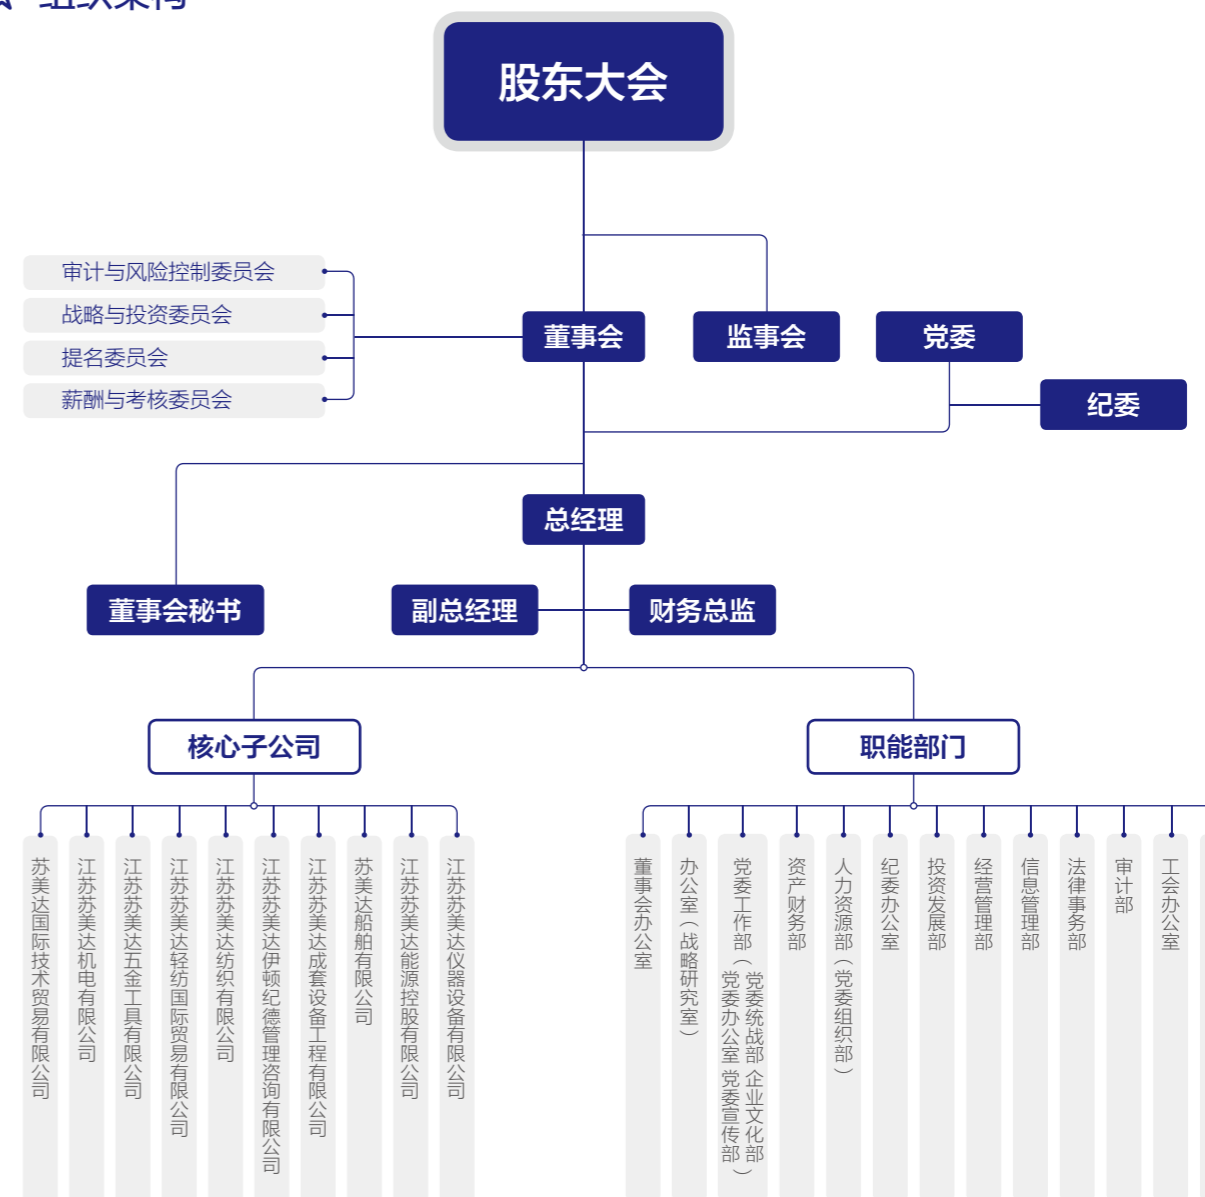 组织架构
股东大会
审计与风险控制委员会
战略与投资委员会
提名委员会
薪酬与考核委员会
董事会
监事会
党委
纪委
总经理
董事会秘书
副总经理
财务总监
核心子公司
职能部门
苏美达国际技术贸易有限公司
江苏苏美达机电有限公司
江苏苏美达五金工具有限公司
江苏苏美达轻纺国际贸易有限公司
江苏苏美达纺织有限公司
江苏苏美达伊顿纪德管理咨询有限公司
江苏苏美达成套设备工程有限公司
苏美达船舶有限公司
江苏苏美达能源控股有限公司
江苏苏美达仪器设备有限公司
董事会办公室
办公室（战略研究室）
党委工作部（党委办公室 党委宣传部
党委统战部 企业文化部）
资产财务部
人力资源部（党委组织部）
纪委办公室
投资发展部
经营管理部
信息管理部
法律事务部
审计部
工会办公室